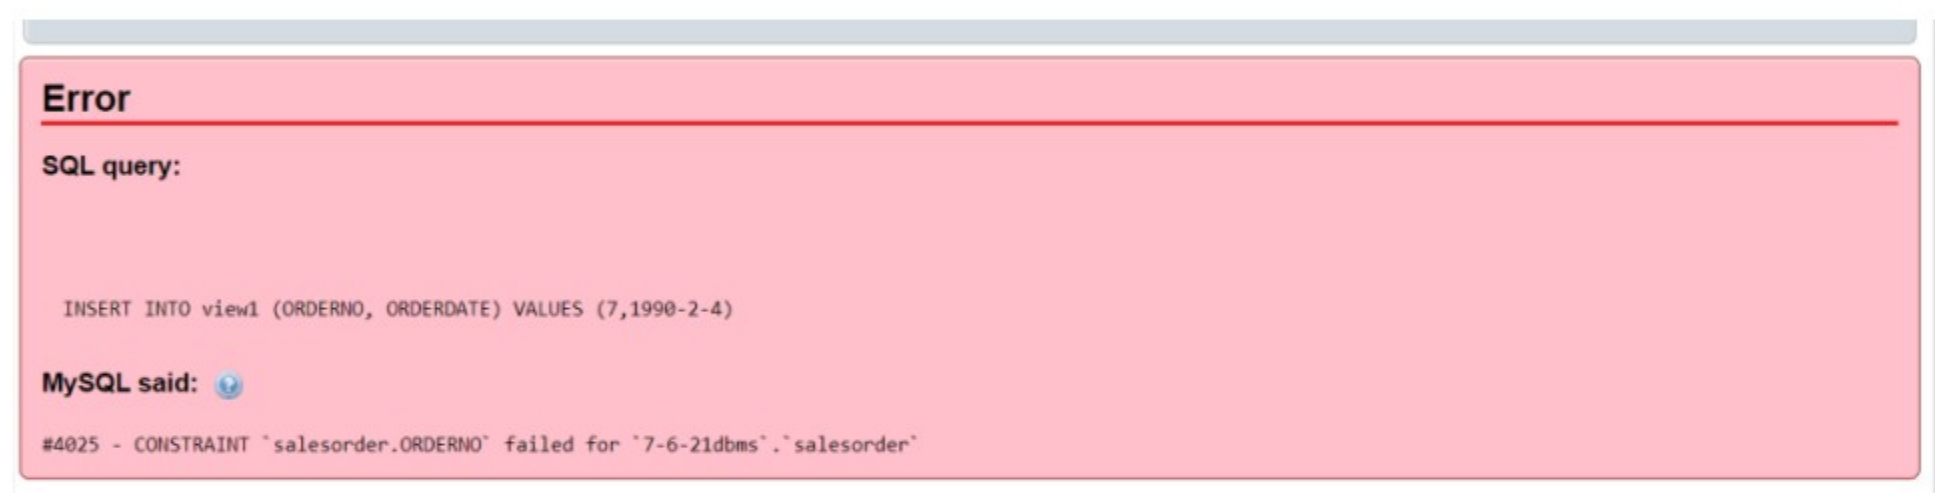 Error
SQL query:
INSERT INTO view1 (ORDERNO, ORDERDATE) VALUES (7,1990-2-4)
MySQL said:
#4025 - CONSTRAINT `salesorder.ORDERNO` failed for `7-6-21dbms`.`salesorder`